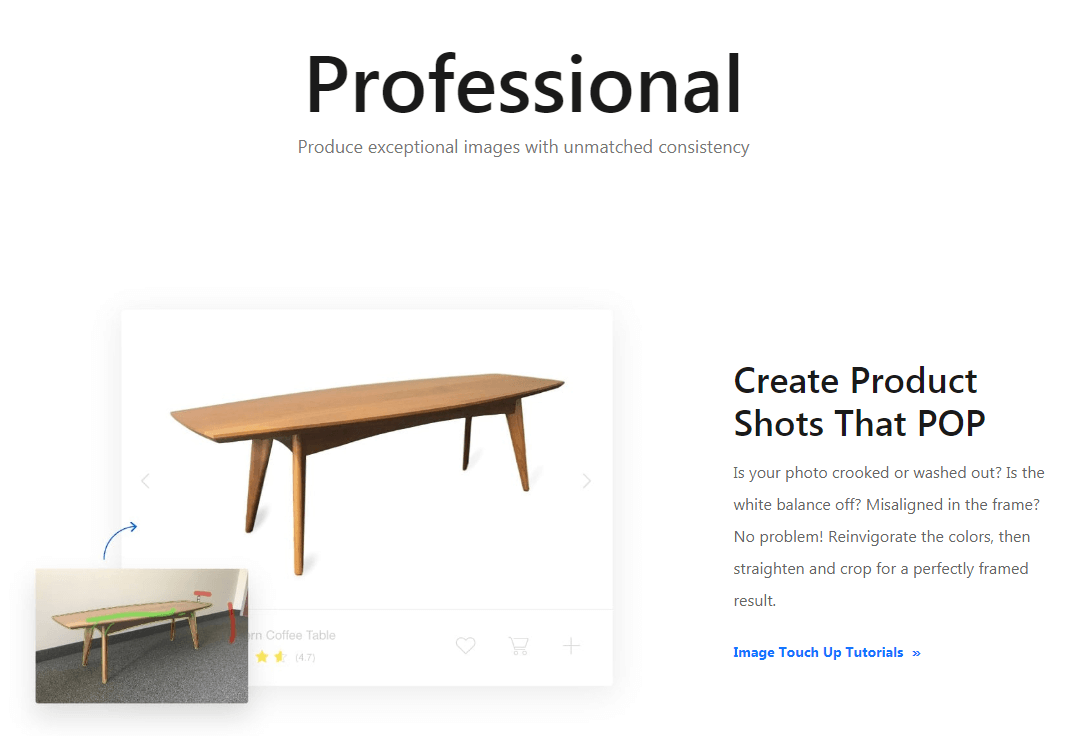 Professional
Produce exceptional images with unmatched consistency
Create Product
Shots That POP
Is your photo crooked or washed out? Is the
white balance off? Misaligned in the frame?
No problem! Reinvigorate the colors, then
straighten and crop for a perfectly framed
result.
Coffee Table
(4.7)
Image Touch Up Tutorials »